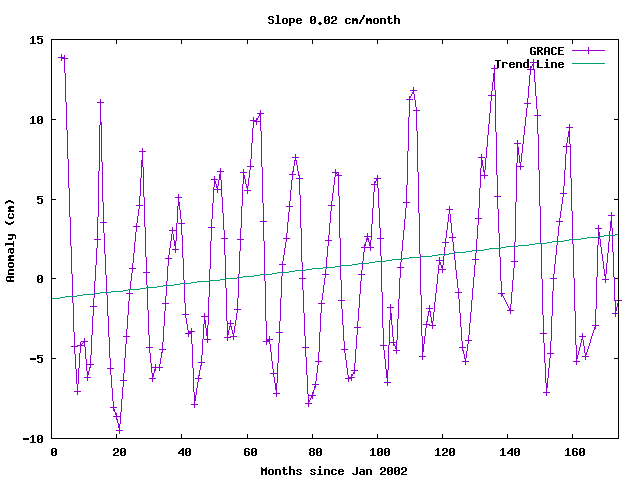 Slope 0.02 cm/month
GRACE
Trend Line
15
10
5
0
-5
-10
Anomaly (cm)
0 20 40 60 80 100 120 140 160
Months since Jan 2002